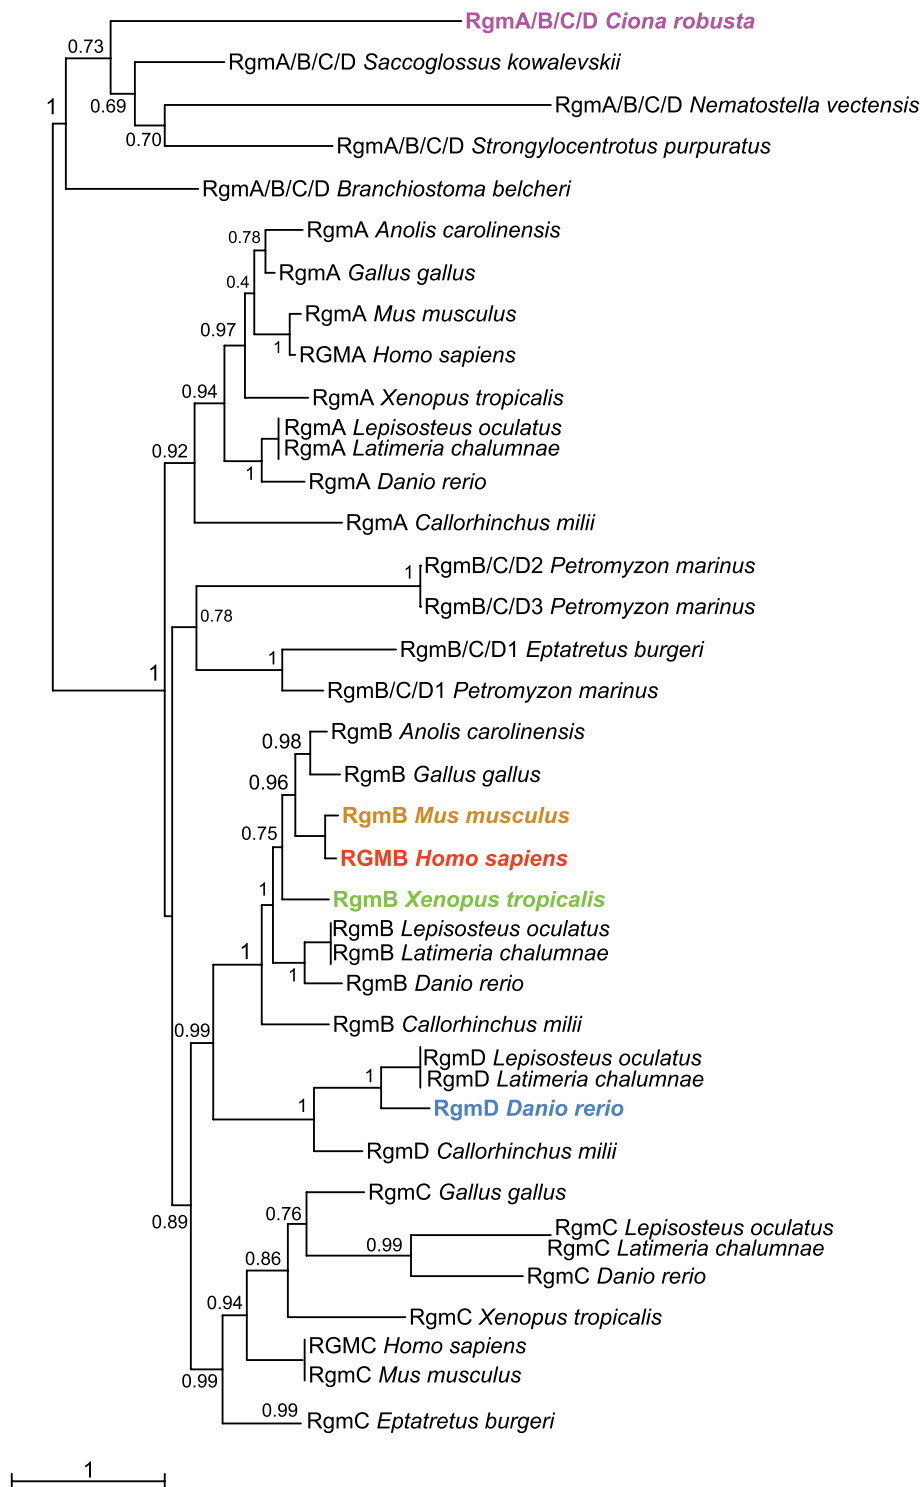 RgmA/B/C/D Ciona robusta
0.73
RgmA/B/C/D Saccoglossus kowalevskii
1
0.69
RgmA/B/C/D Nematostella vectensis
0.70
RgmA/B/C/D Strongylocentrotus purpuratus
RgmA/B/C/D Branchiostoma belcheri
RgmA Anolis carolinensis
0.78
RgmA Gallus gallus
0.4
RgmA Mus musculus
0.97
1
RGMA Homo sapiens
0.94
RgmA Xenopus tropicalis
RgmA Lepisosteus oculatus
RgmA Latimeria chalumnae
0.92
1
RgmA Danio rerio
RgmA Callorhinchus milii
1
RgmB/C/D2 Petromyzon marinus
RgmB/C/D3 Petromyzon marinus
0.78
RgmB/C/D1 Eptatretus burgeri
1
1
RgmB/C/D1 Petromyzon marinus
RgmB Anolis carolinensis
0.98
RgmB Gallus gallus
0.96
RgmB Mus musculus
0.75
RGMB Homo sapiens
1
RgmB Xenopus tropicalis
RgmB Lepisosteus oculatus
1
RgmB Latimeria chalumnae
1
RgmB Danio rerio
RgmB Callorhinchus milii
0.99
RgmD Lepisosteus oculatus
1
RgmD Latimeria chalumnae
1
RgmD Danio rerio
RgmD Callorhinchus milii
RgmC Gallus gallus
0.76
0.89
RgmC Lepisosteus oculatus
0.99
RgmC Latimeria chalumnae
0.86
RgmC Danio rerio
0.94
RgmC Xenopus tropicalis
RGMC Homo sapiens
RgmC Mus musculus
0.99
0.99
RgmC Eptatretus burgeri
1